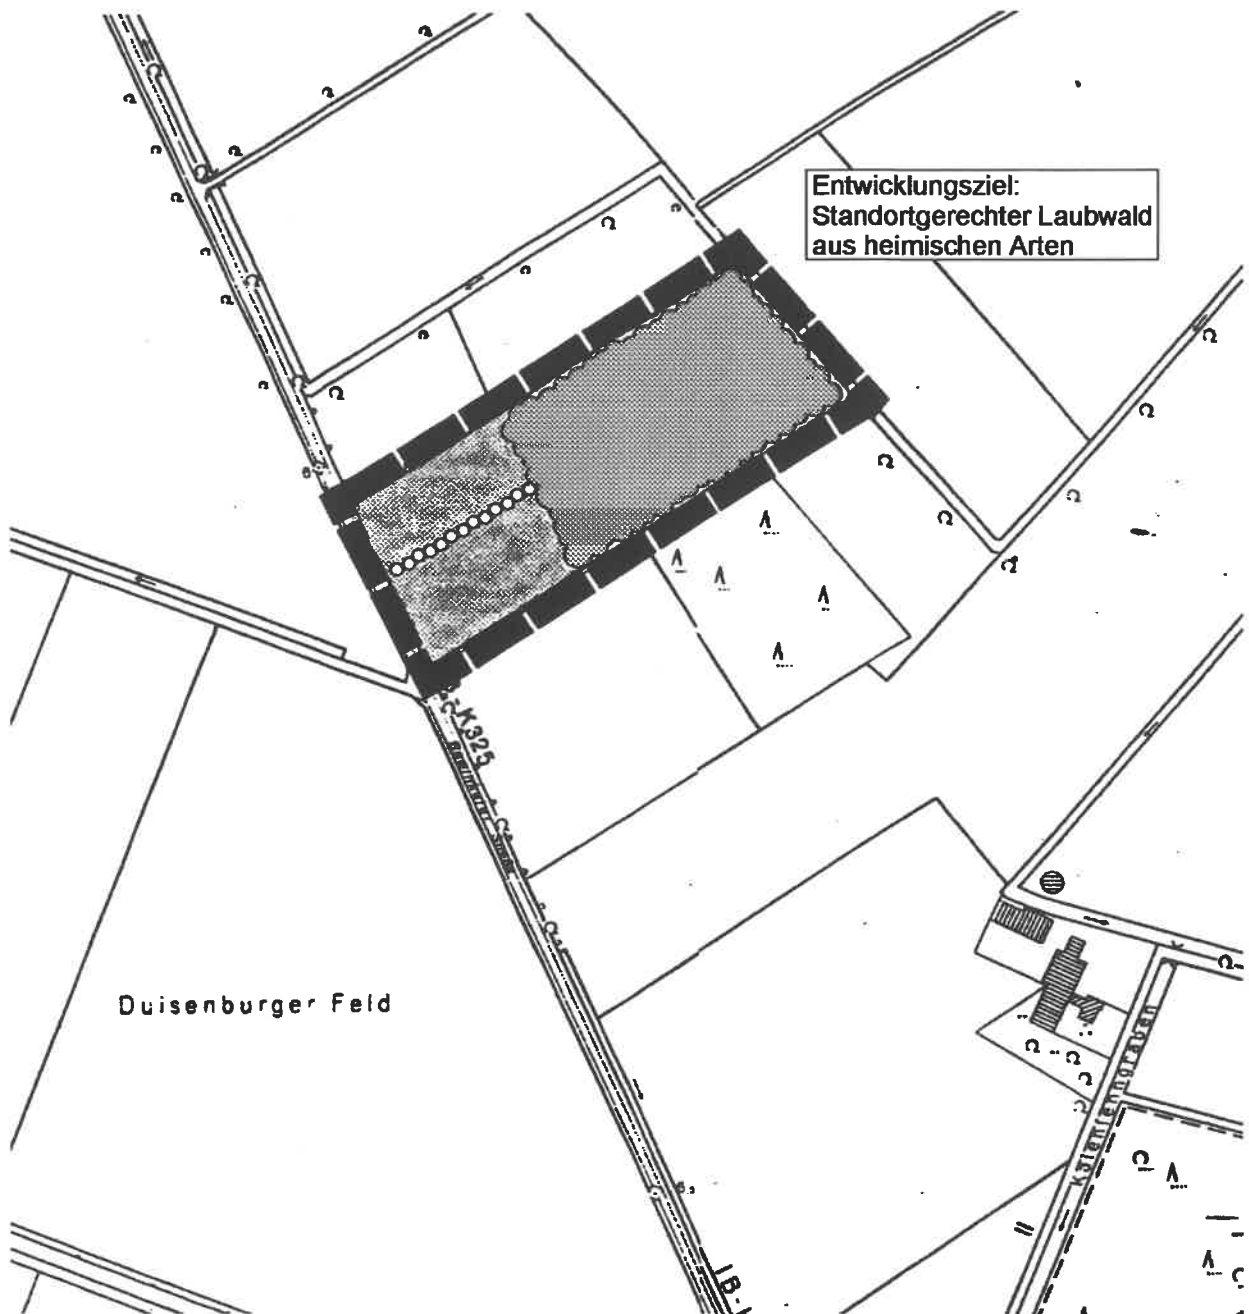 Entwicklungsziel:
Standortgerechter Laubwald
aus heimischen Arten
K325
Duisenburger Feld